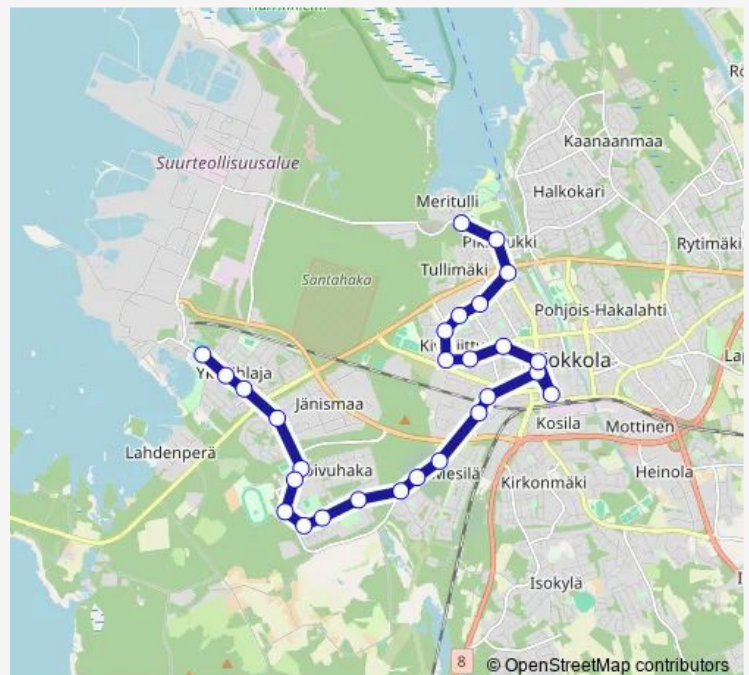 Suurteollisuusalue
Kaanaanmaa
Halkokari
Meritulli
Rytimäki
Tullimäki
Santahaka
Pohjois-Hakalahti
Jänismaa
Kosila
Mottinen
Lahdenperä
Heinola
Kirkonmäki
Isokylä
8
© OpenStreetMap contributors